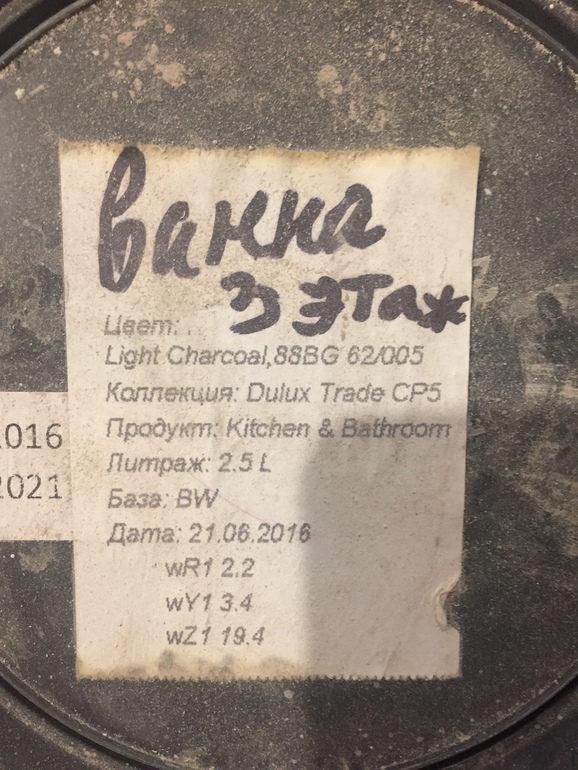 ванна
3 этаж
Цвет: .
Light Charcoal,88BG 62/005
Коллекция: Dulux Trade CP5
Продукт: Kitchen & Bathroom
Литраж: 2.5 L
База: BW
Дата: 21.06.2016
wR1 2.2
wY1 3.4
wZ1 19.4
.016
2021